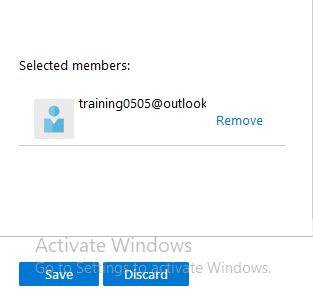 Selected members:
training0505@outlook
Remove
Activate Windows
Go to Settings to activate Windows.
Save
Discard